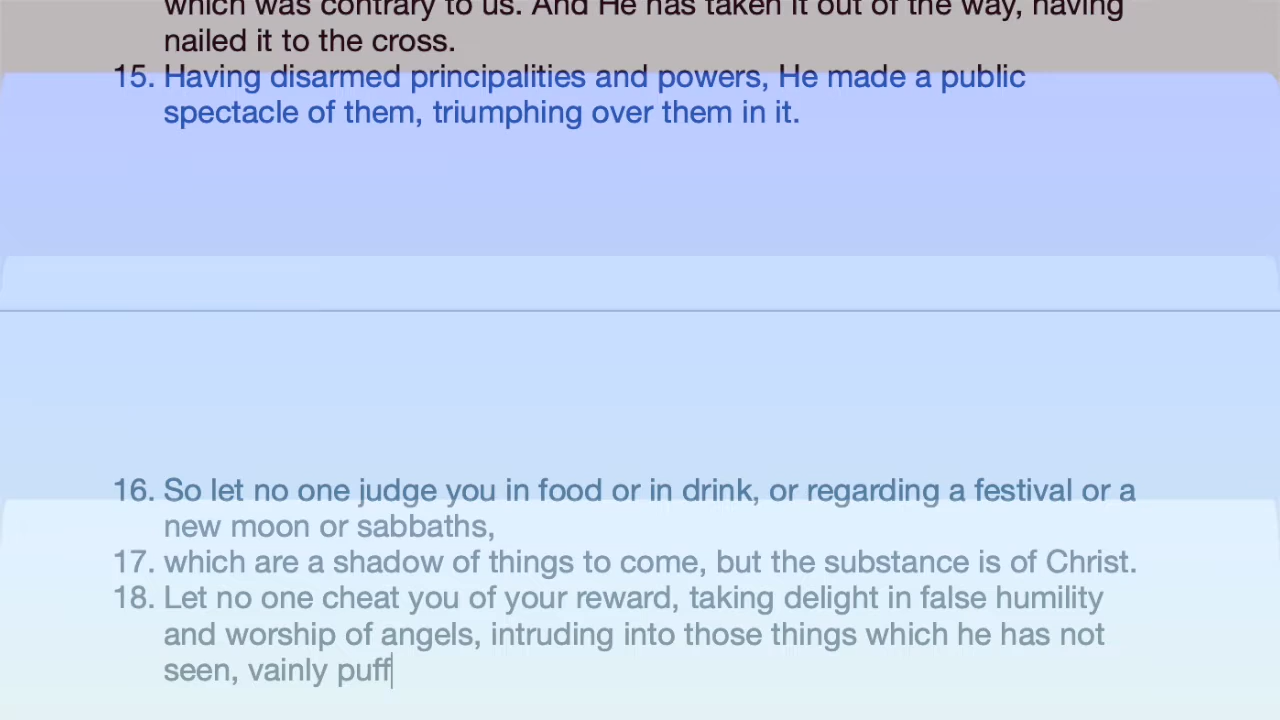 which was contrary to us. And He has taken it out of the way, having
nailed it to the cross.
15. Having disarmed principalities and powers, He made a public
spectacle of them, triumphing over them in it.
16. So let no one judge you in food or in drink, or regarding a festival or a
new moon or sabbaths,
17. which are a shadow of things to come, but the substance is of Christ.
18. Let no one cheat you of your reward, taking delight in false humility
and worship of angels, intruding into those things which he has not
seen, vainly puff